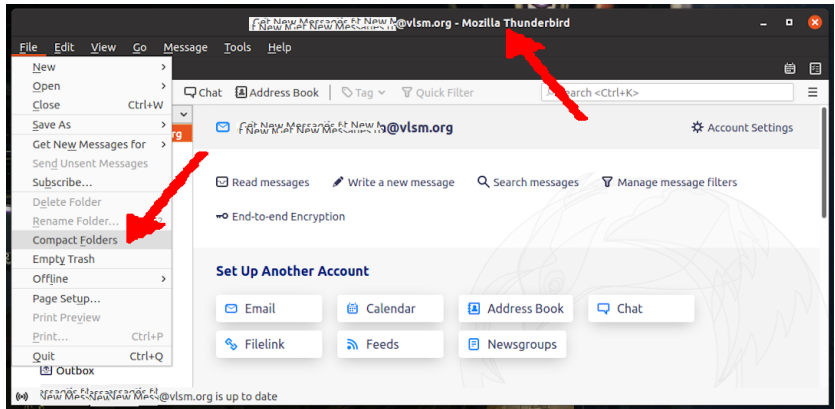 @vlsm.org - Mozilla Thunderbird
File Edit View Go Message Tools Help
New
Open
Close Ctrl+W
Save As
Get New Messages for
Send Unsent Messages
Subscribe...
Delete Folder
Rename Folder...
Compact Folders
Empty Trash
Offline
Page Setup...
Print Preview
Print... Ctrl+P
Quit Ctrl+Q
Outbox
Chat Address Book Tag Quick Filter Search <Ctrl+K>
@vlsm.org Account Settings
Read messages Write a new message Search messages Manage message filters
End-to-end Encryption
Set Up Another Account
Email Calendar Address Book Chat
Filelink Feeds Newsgroups
@vlsm.org is up to date